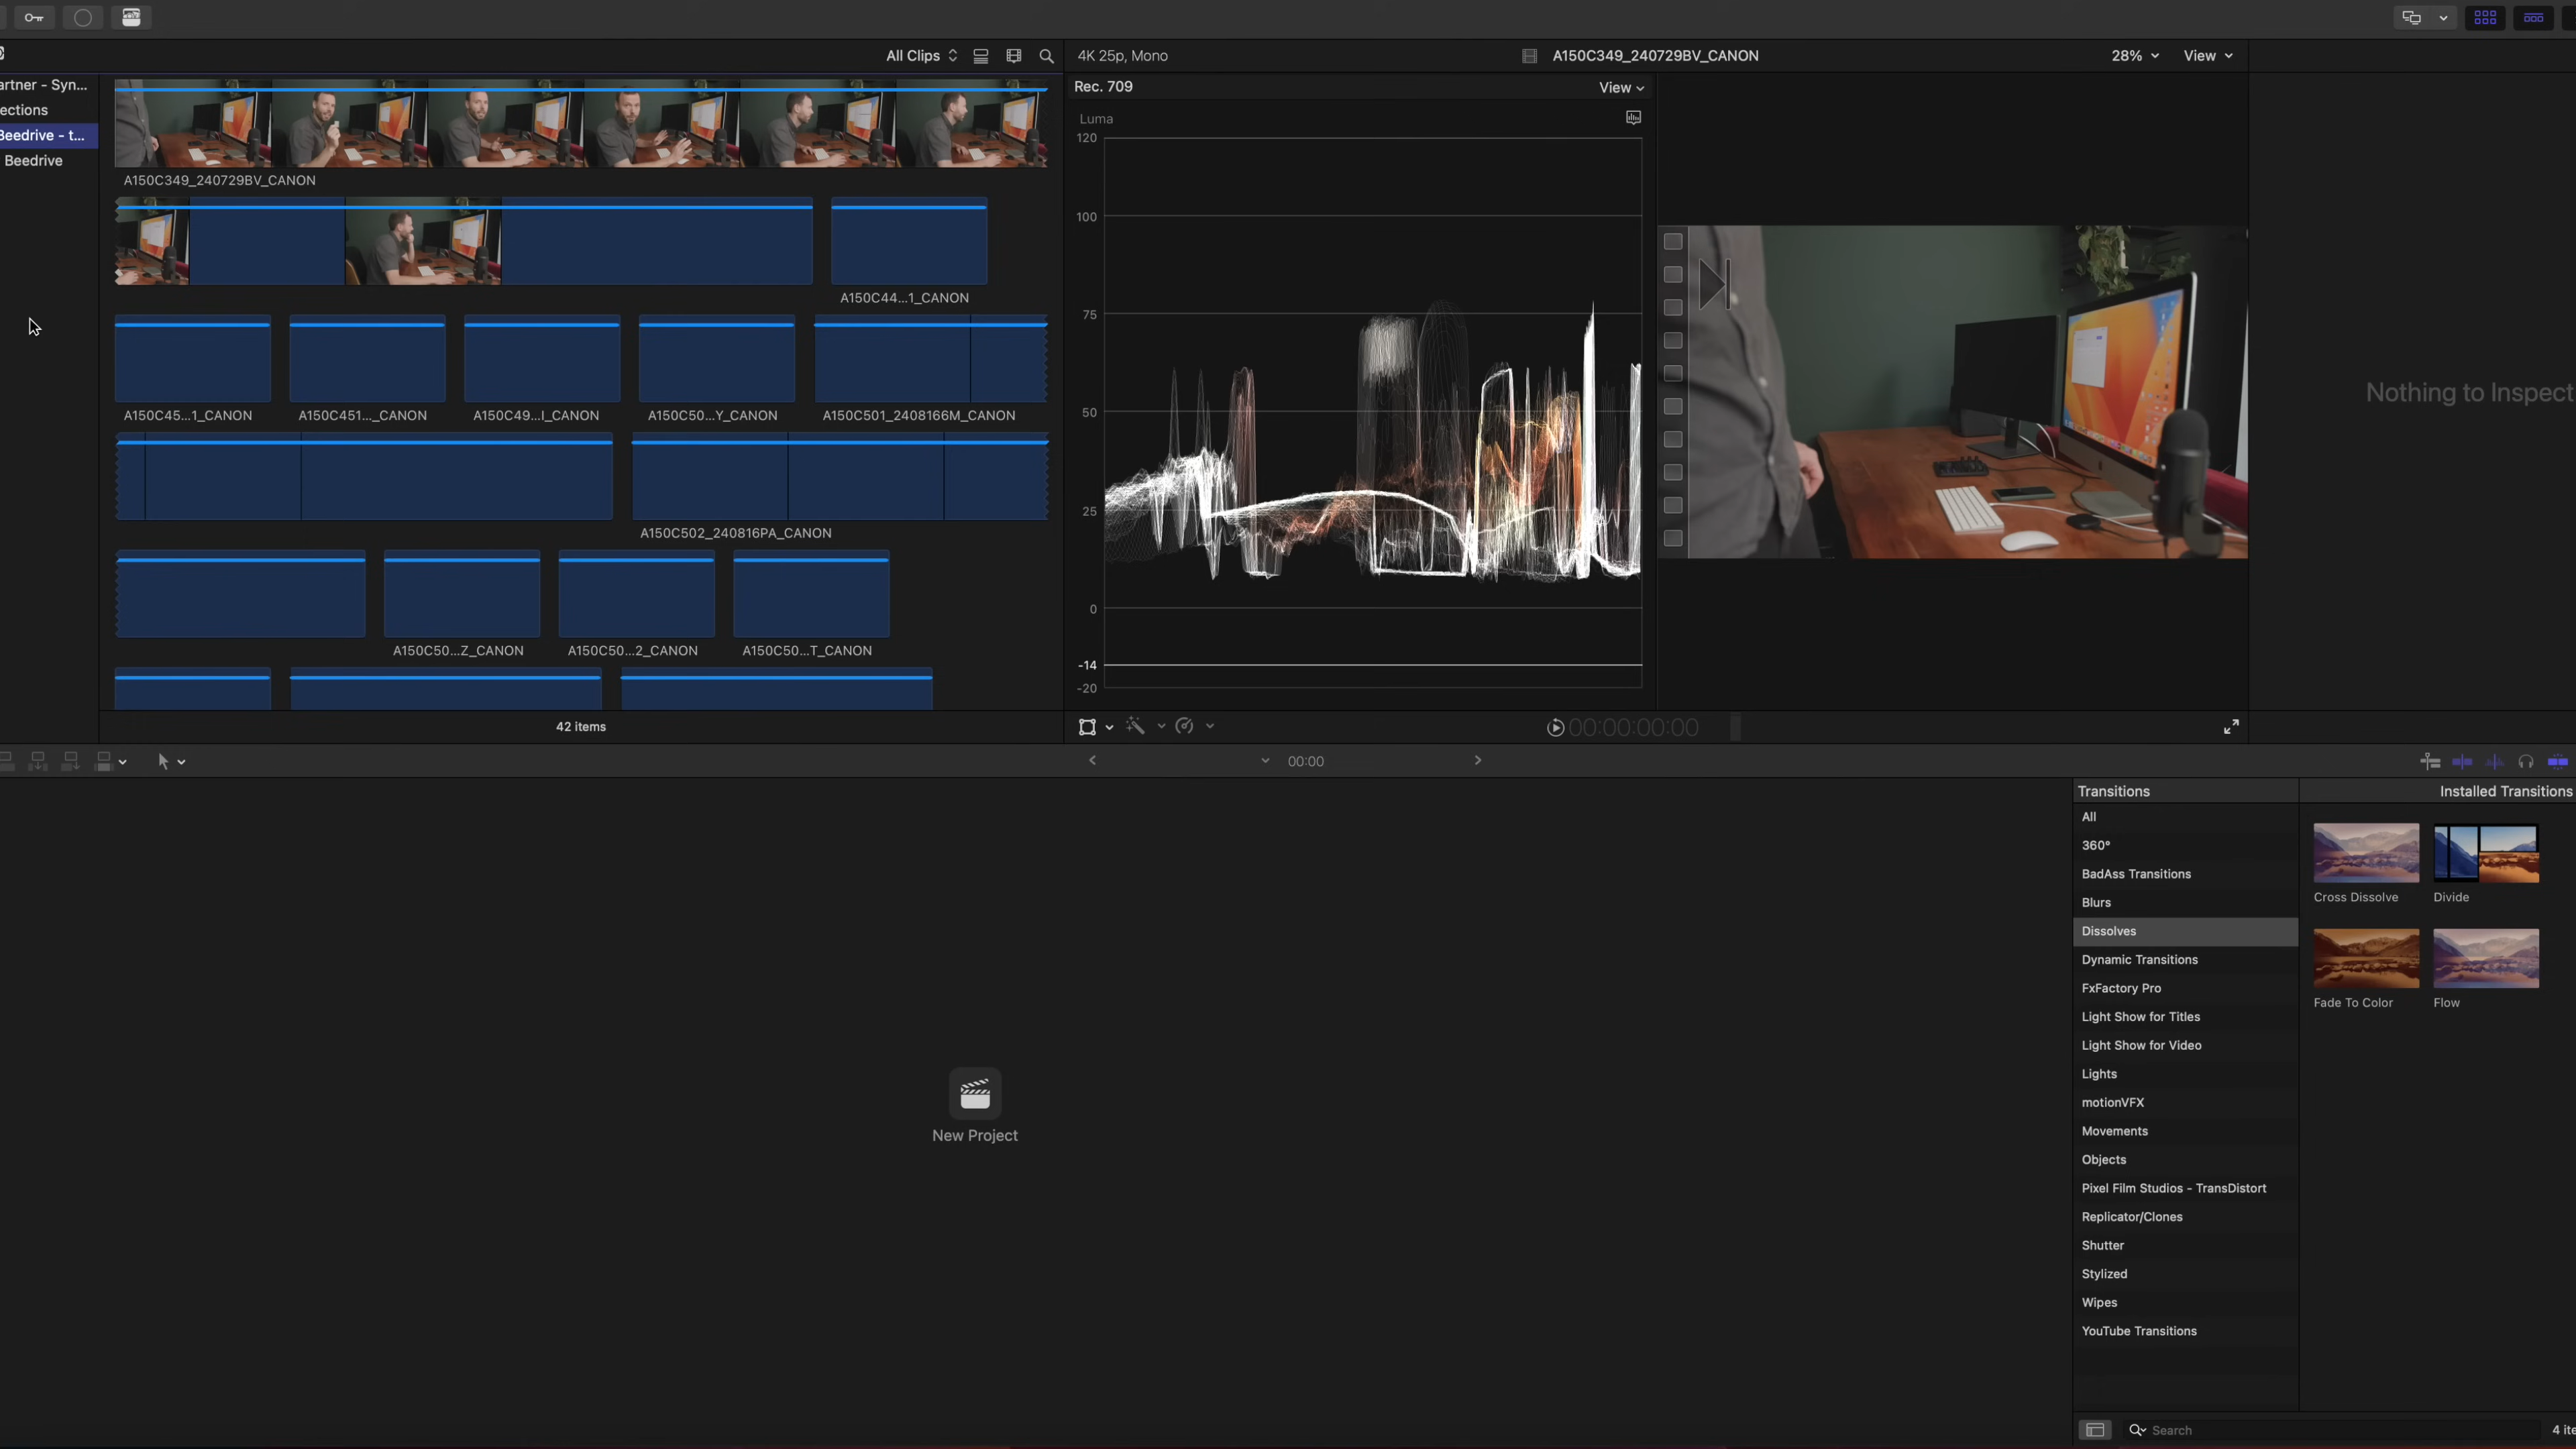 All Clips
4K 25p, Mono
A150C349_240729BV_CANON
28%
View
artner - Syn...
ections
Beedrive - t...
Beedrive
A150C349_240729BV_CANON
A150C44...1_CANON
A150C45...1_CANON
A150C451..._CANON
A150C49...I_CANON
A150C50...Y_CANON
A150C501_2408166M_CANON
A150C502_240816PA_CANON
A150C50...Z_CANON
A150C50...2_CANON
A150C50...T_CANON
42 items
Rec. 709
View
Luma
120
100
75
50
25
0
-14
-20
00:00:00:00
Nothing to Inspect
00:00
New Project
Transitions
Installed Transitions
All
360°
BadAss Transitions
Blurs
Dissolves
Dynamic Transitions
FxFactory Pro
Light Show for Titles
Light Show for Video
Lights
motionVFX
Movements
Objects
Pixel Film Studios - TransDistort
Replicator/Clones
Shutter
Stylized
Wipes
YouTube Transitions
Cross Dissolve
Divide
Fade To Color
Flow
Search
4 ite